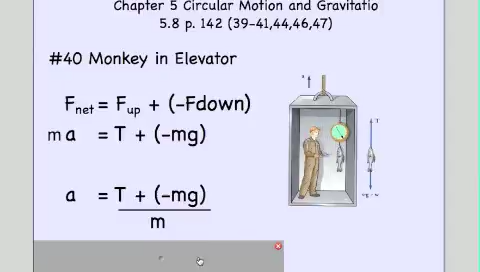 Chapter 5 Circular Motion and Gravitatio
5.8 p. 142 (39-41,44,46,47)
#40 Monkey in Elevator
Fnet = Fup + (-Fdown)
m a = T + (-mg)
a = T + (-mg)
m